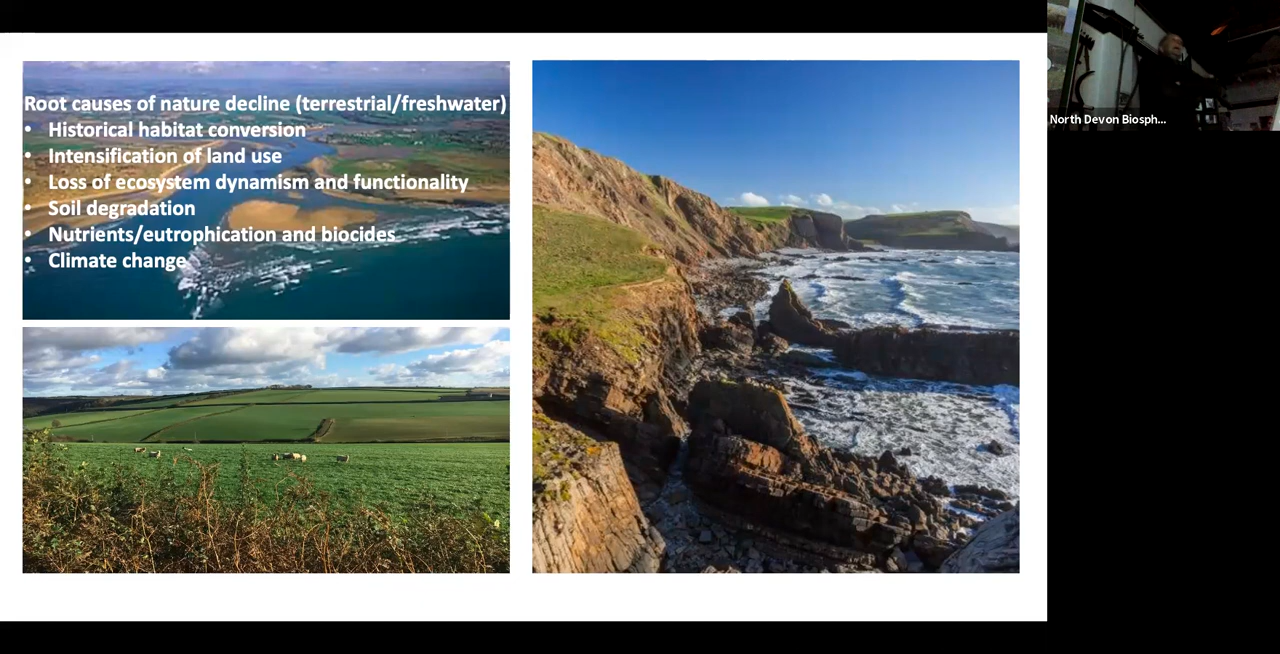 Root causes of nature decline (terrestrial/freshwater)
• Historical habitat conversion
• Intensification of land use
• Loss of ecosystem dynamism and functionality
• Soil degradation
• Nutrients/eutrophication and biocides
• Climate change
North Devon Biosph...